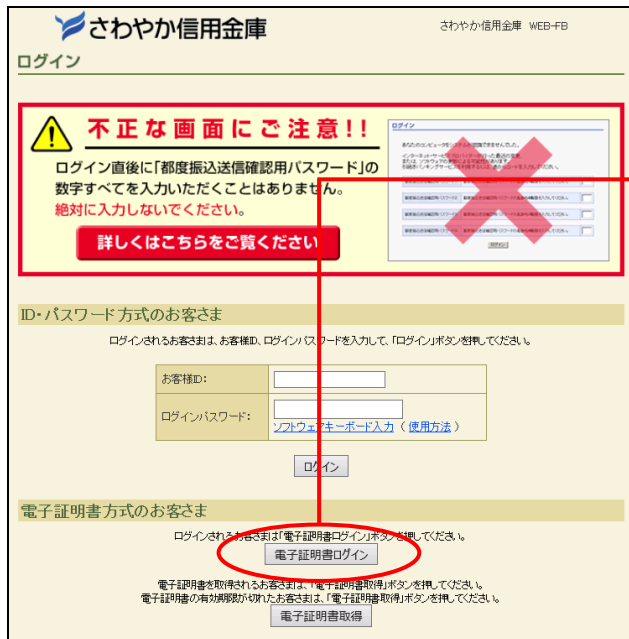 さわやか信用金庫
さわやか信用金庫 WEB-FB
ログイン
不正な画面にご注意!!
ログイン直後に「都度振込送信確認用パスワード」の
数字すべてを入力いただくことはありません。
絶対に入力しないでください。
詳しくはこちらをご覧ください
ログイン
ID・パスワード方式のお客さま
ログインされるお客さまは、お客様ID、ログインパスワードを入力して、「ログイン」ボタンを押してください。
お客様ID:
ログインパスワード:
ソフトウェアキーボード入力 ( 使用方法 )
ログイン
電子証明書方式のお客さま
ログインされるお客さまは「電子証明書ログイン」ボタンを押してください。
電子証明書ログイン
電子証明書を取得されるお客さまは、「電子証明書取得」ボタンを押してください。
電子証明書の有効期限が切れたお客さまは、「電子証明書取得」ボタンを押してください。
電子証明書取得